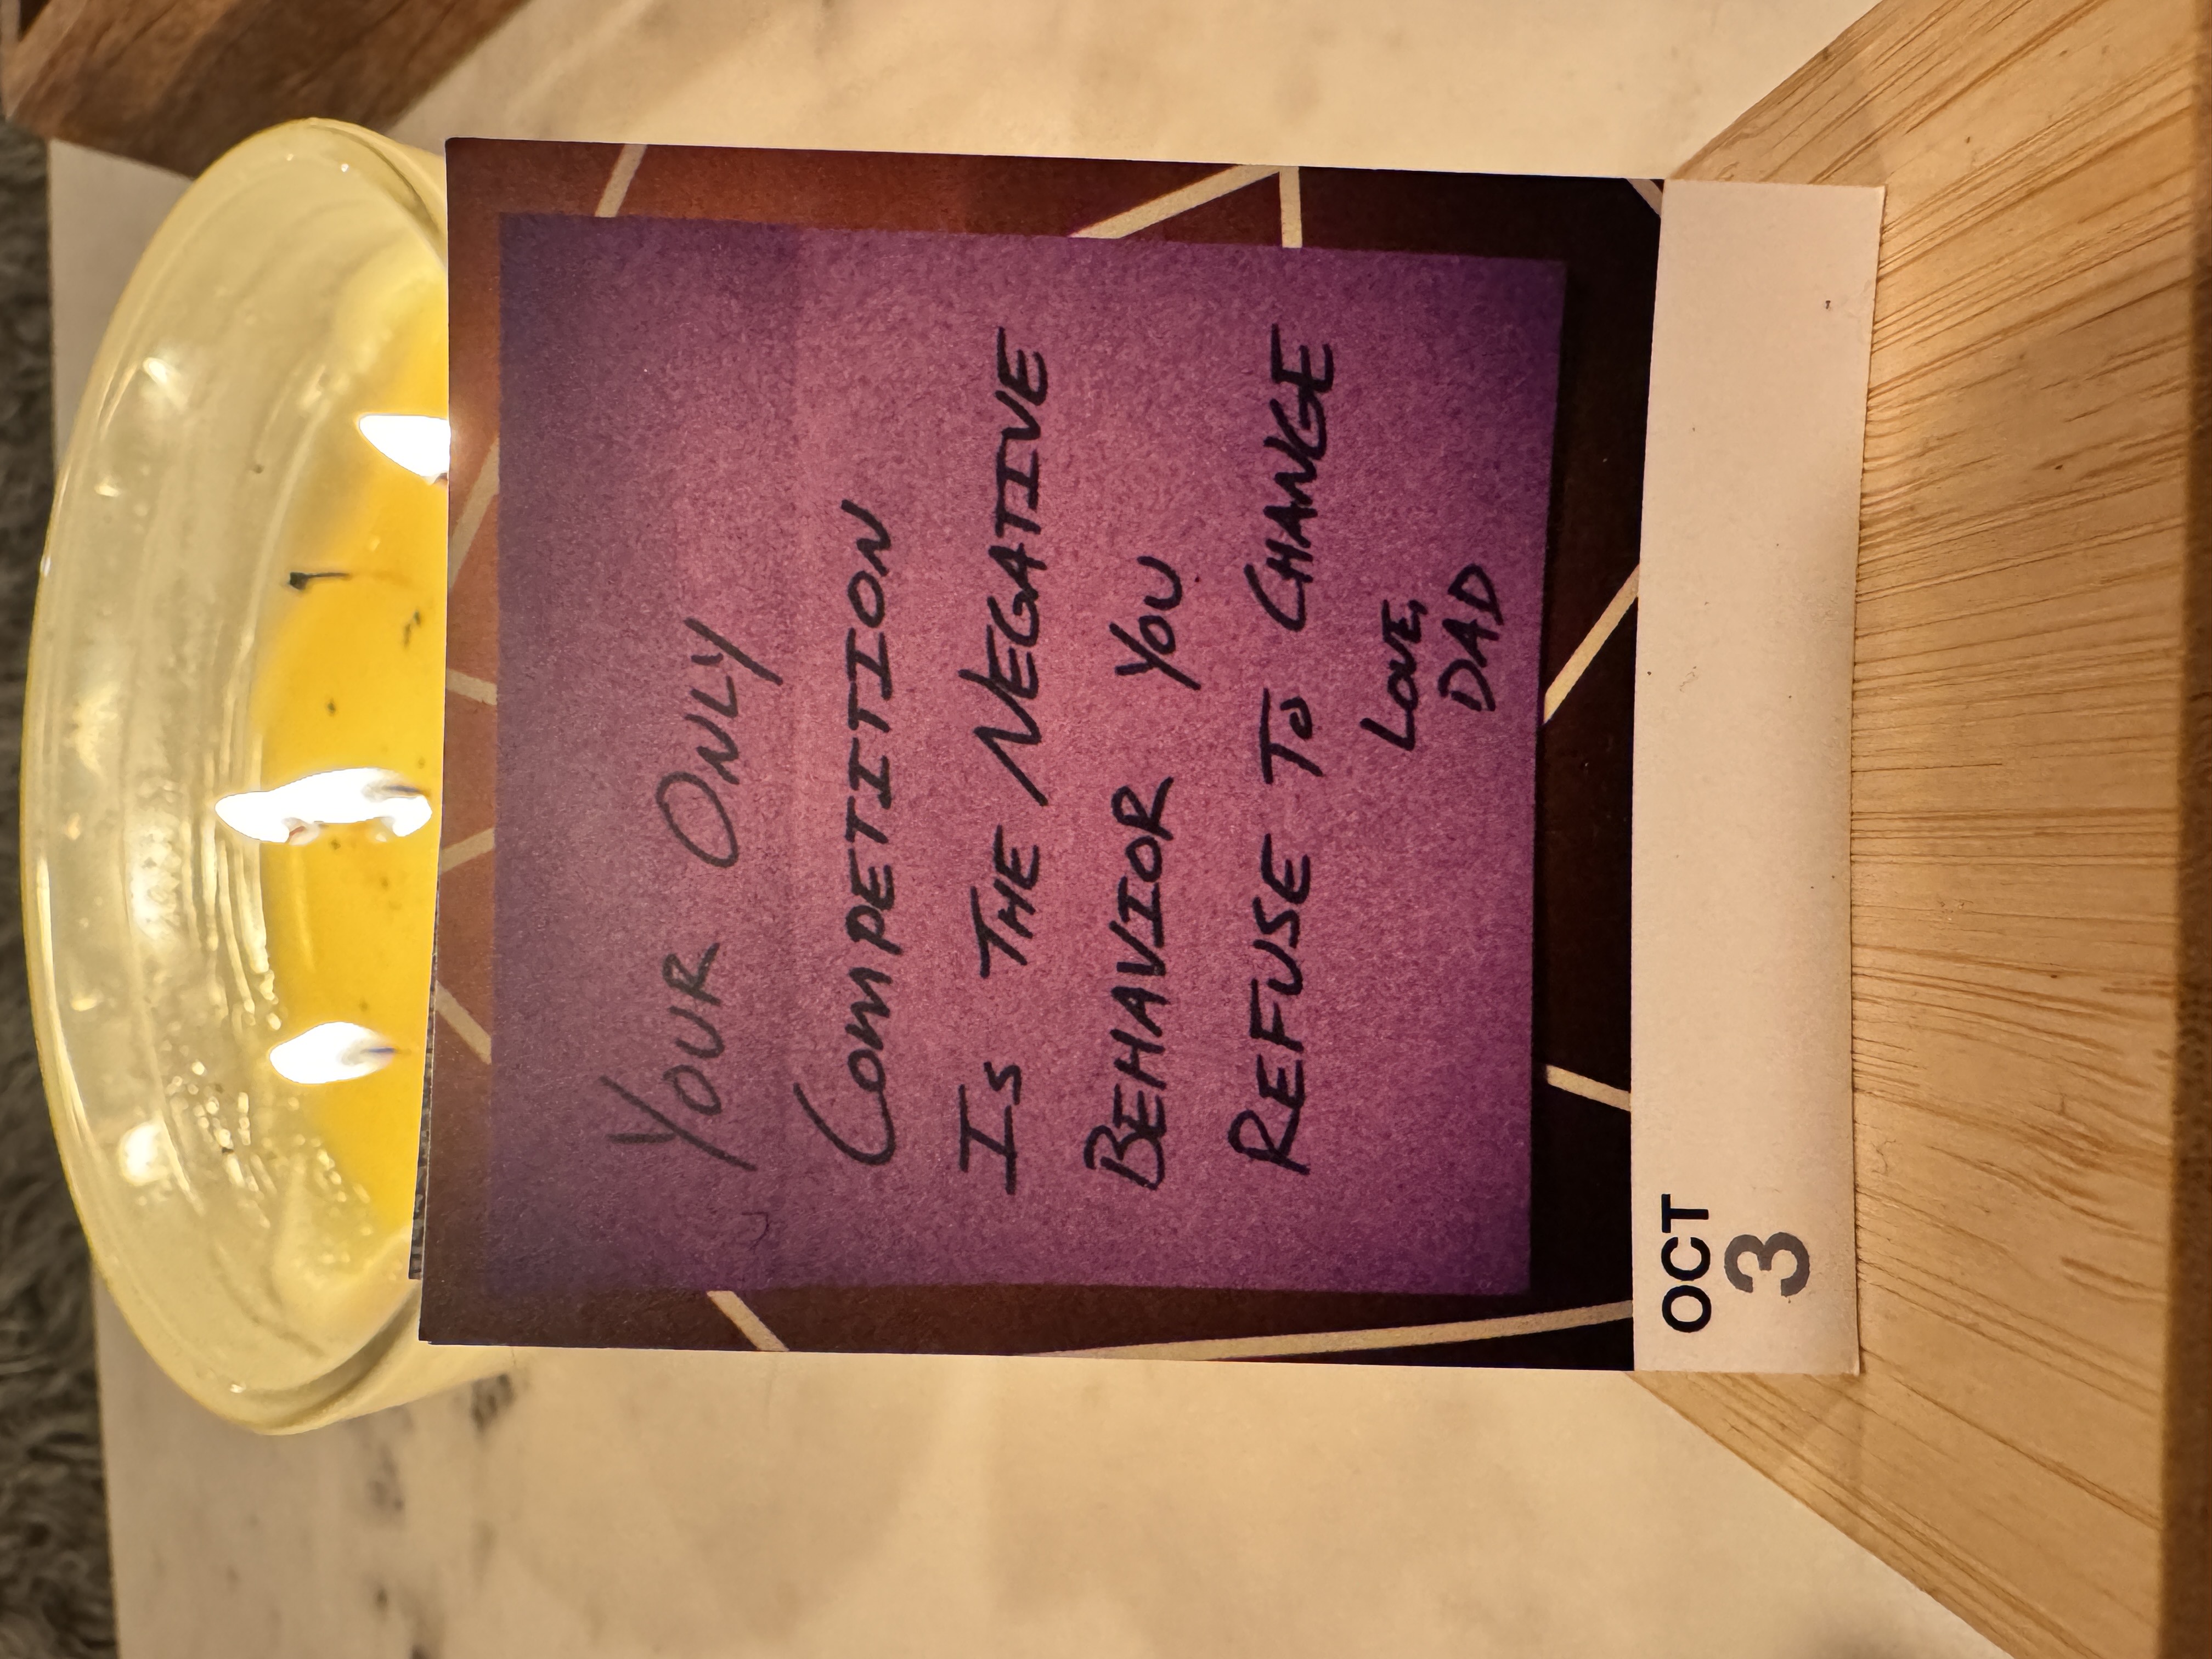 Your Only
Competition
Is The Negative
Behavior You
Refuse To Change
Love,
Dad
OCT
3